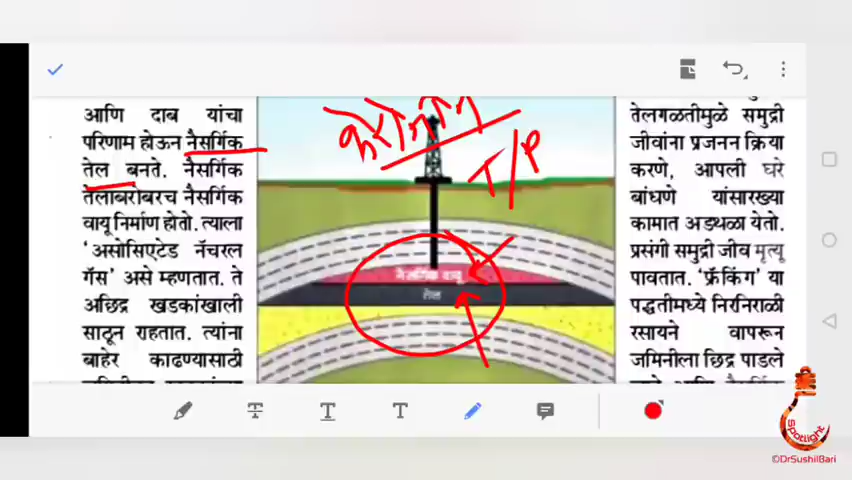 आणि दाब यांचा
परिणाम होऊन नैसर्गिक
तेल बनते. नैसर्गिक
तेलाबरोबरच नैसर्गिक
वायू निर्माण होतो. त्याला
‘असोसिएटेड नॅचरल
गॅस’ असे म्हणतात. ते
अछिद्र खडकांखाली
साठून राहतात. त्यांना
बाहेर काढण्यासाठी
T/P
नैसर्गिक वायू
तेल
तेलगळतीमुळे समुद्री
जीवांना प्रजनन क्रिया
करणे, आपली घरे
बांधणे यांसारख्या
कामात अडथळा येतो.
प्रसंगी समुद्री जीव मृत्यू
पावतात. ‘फ्रॅकिंग’ या
पद्धतीमध्ये निरनिराळी
रसायने वापरून
जमिनीला छिद्र पाडले
T T T
Spotlight
©DrSushilBari